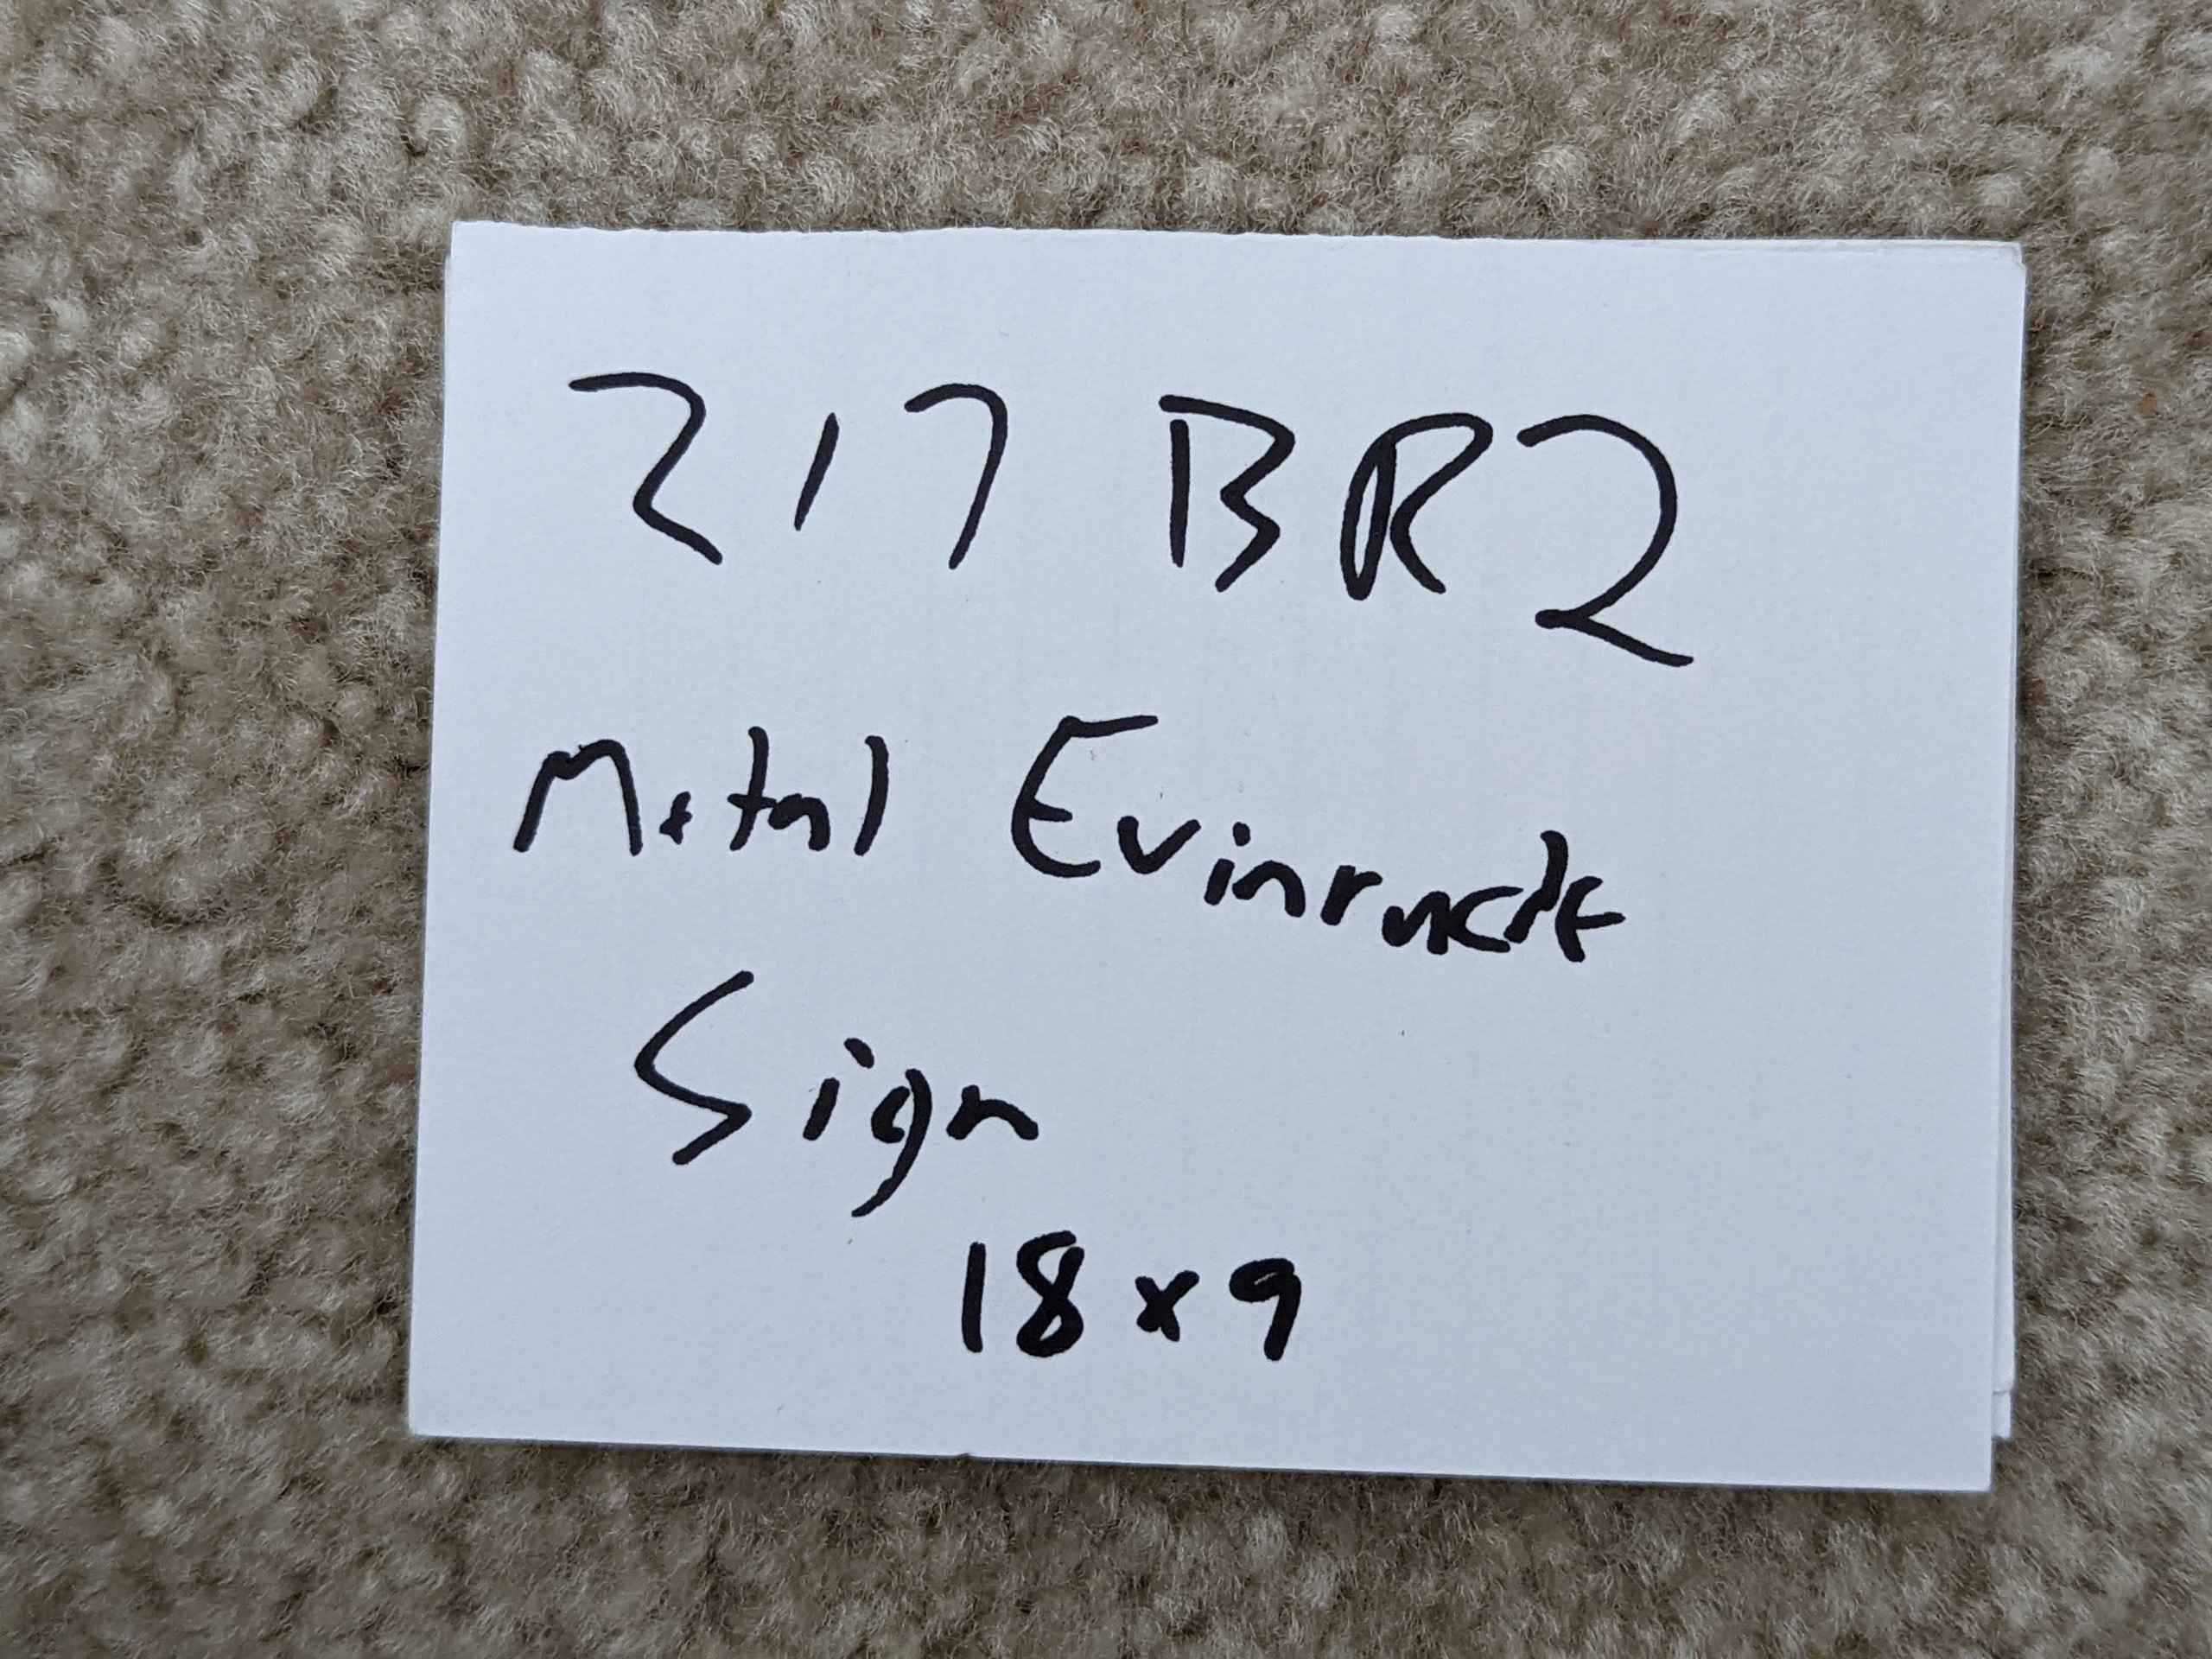 217 BR2
Metal Evinrude
Sign
18x9